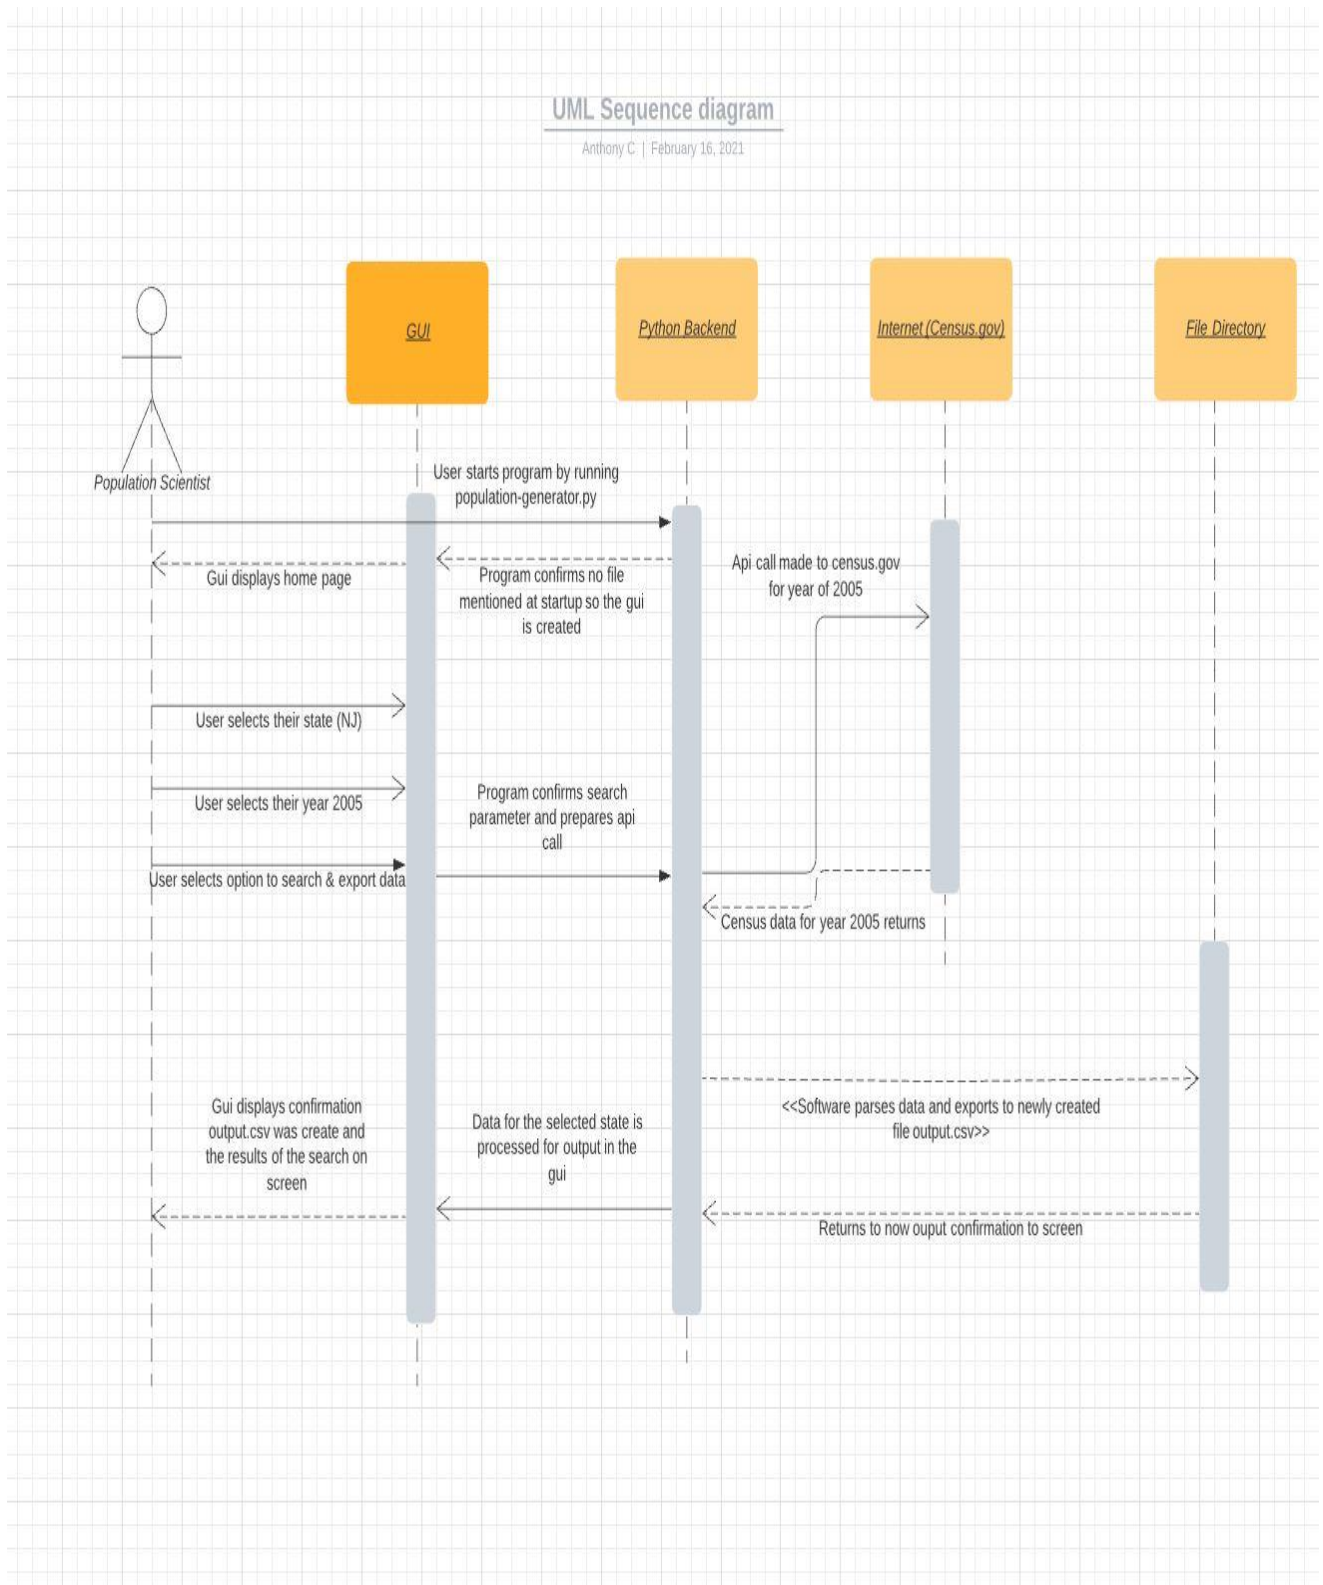 UML Sequence diagram
Anthony C | February 16, 2021
GUI
Python Backend
Internet (Census.gov)
File Directory
Population Scientist
User starts program by running
population-generator.py
Gui displays home page
Program confirms no file
mentioned at startup so the gui
is created
Api call made to census.gov
for year of 2005
User selects their state (NJ)
User selects their year 2005
Program confirms search
parameter and prepares api
call
User selects option to search & export data
Census data for year 2005 returns
<<Software parses data and exports to newly created
file output.csv>>
Gui displays confirmation
output.csv was create and
the results of the search on
screen
Data for the selected state is
processed for output in the
gui
Returns to now ouput confirmation to screen